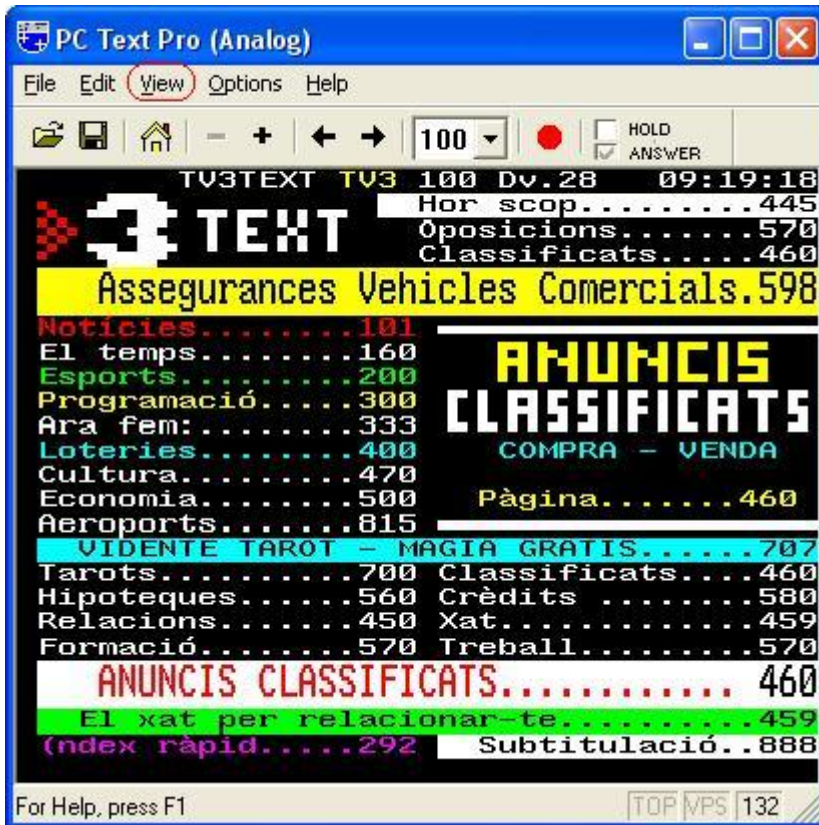 PC Text Pro (Analog)
File Edit View Options Help
100 HOLD
ANSWER
TV3TEXT TV3 100 Dv.28 09:19:18
3 TEXT
Hor scop.........445
Oposicions.......570
Classificats.....460
Assegurances Vehicles Comercials.598
Notícies........101
El temps........160
Esports.........200
Programació.....300
Ara fem:........333
Loteries........400
Cultura.........470
Economia........500
Aeroports.......815
ANUNCIS
CLASSIFICATS
COMPRA - VENDA
Pàgina.......460
VIDENTE TAROT - MAGIA GRATIS......707
Tarots..........700 Classificats....460
Hipoteques......560 Crèdits ........580
Relacions.......450 Xat.............459
Formació........570 Treball.........570
ANUNCIS CLASSIFICATS............ 460
El xat per relacionar-te..........459
(ndex ràpid.....292 Subtitulació..888
For Help, press F1 TOP VPS 132